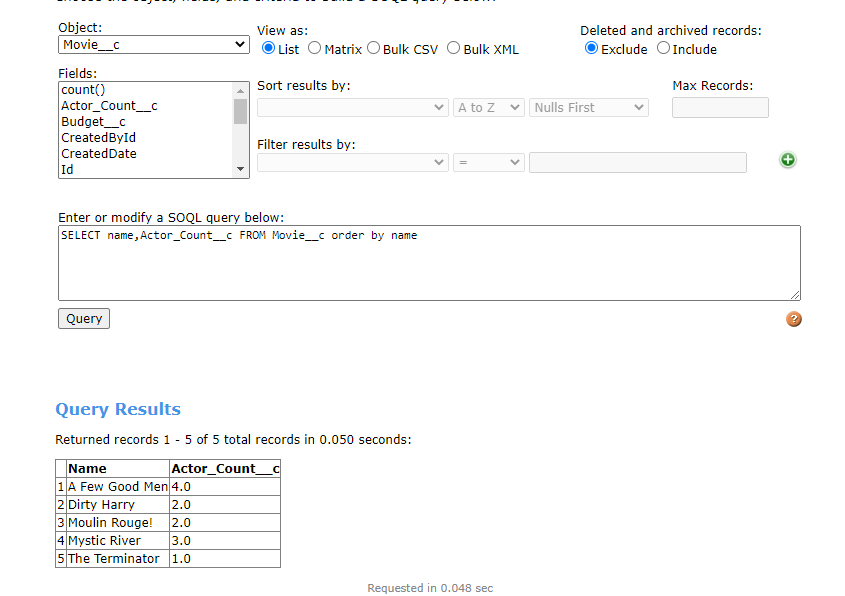 Object:
Movie__c
View as:
List Matrix Bulk CSV Bulk XML
Deleted and archived records:
Exclude Include
Fields:
count()
Actor_Count__c
Budget__c
CreatedById
CreatedDate
Id
Sort results by:
A to Z Nulls First
Max Records:
Filter results by:
=
Enter or modify a SOQL query below:
SELECT name,Actor_Count__c FROM Movie__c order by name
Query
?
Query Results
Returned records 1 - 5 of 5 total records in 0.050 seconds:
Name Actor_Count__c
1 A Few Good Men 4.0
2 Dirty Harry 2.0
3 Moulin Rouge! 2.0
4 Mystic River 3.0
5 The Terminator 1.0
Requested in 0.048 sec